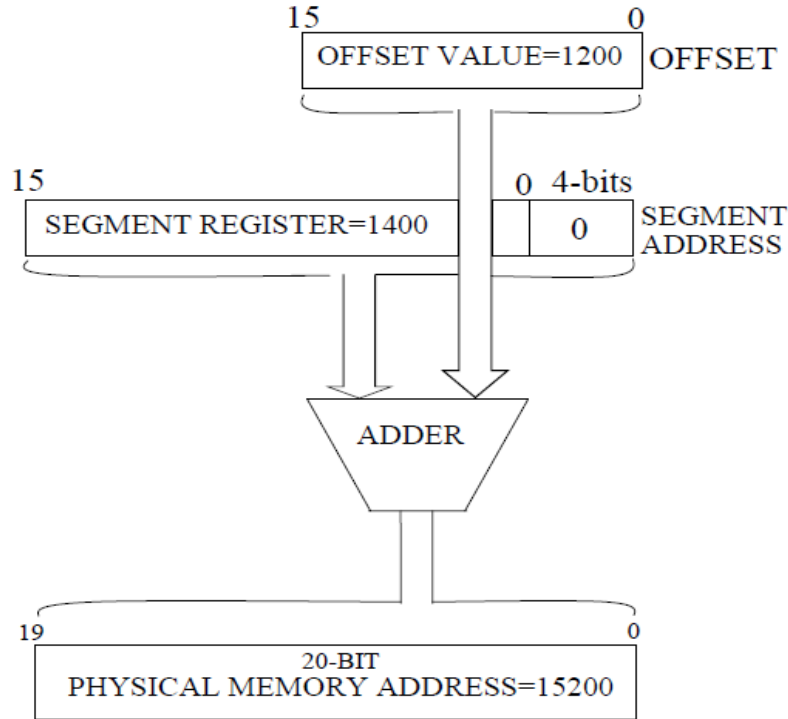 15 0
OFFSET VALUE=1200 OFFSET
15 0 4-bits
SEGMENT REGISTER=1400 0 SEGMENT
ADDRESS
ADDER
19 0
20-BIT
PHYSICAL MEMORY ADDRESS=15200